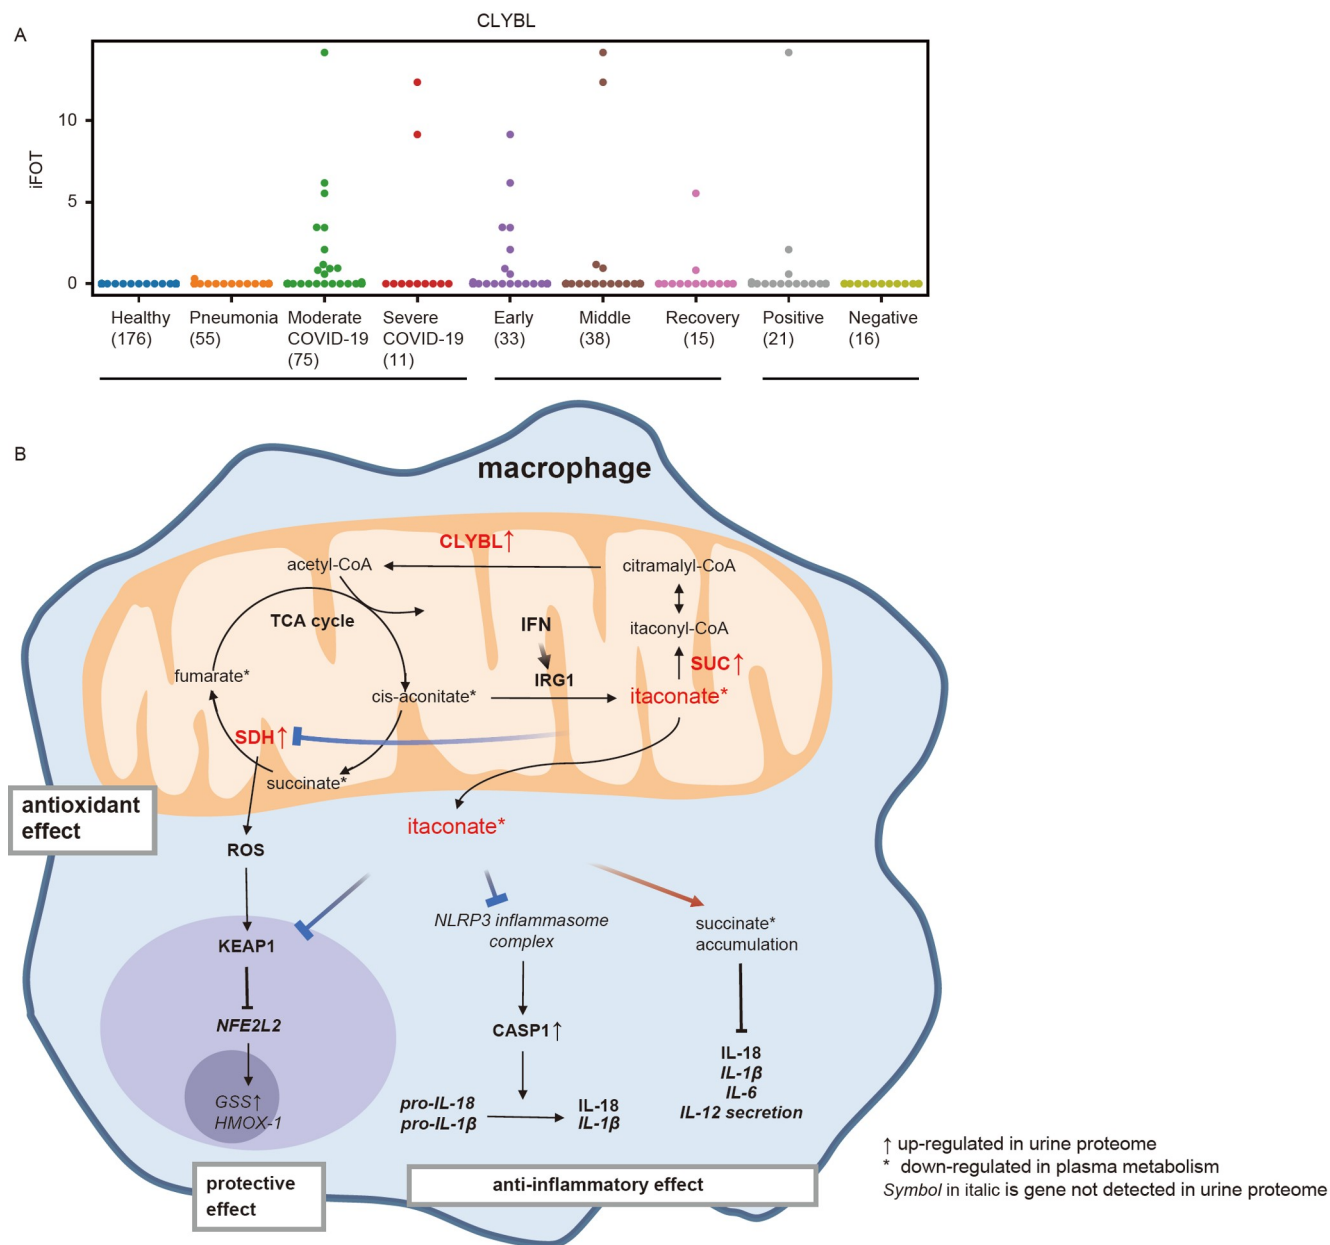 A
CLYBL
iFOT
10
5
0
Healthy
(176)
Pneumonia
(55)
Moderate
COVID-19
(75)
Severe
COVID-19
(11)
Early
(33)
Middle
(38)
Recovery
(15)
Positive
(21)
Negative
(16)
B
macrophage
CLYBL↑
acetyl-CoA
citramalyl-CoA
TCA cycle
IFN
itaconyl-CoA
SUC↑
fumarate*
cis-aconitate*
IRG1
itaconate*
SDH↑
succinate*
antioxidant
effect
itaconate*
ROS
KEAP1
NFE2L2
GSS↑
HMOX-1
NLRP3 inflammasome
complex
CASP1↑
pro-IL-18
pro-IL-1β
IL-18
IL-1β
succinate*
accumulation
IL-18
IL-1β
IL-6
IL-12 secretion
protective
effect
anti-inflammatory effect
↑ up-regulated in urine proteome
* down-regulated in plasma metabolism
Symbol in italic is gene not detected in urine proteome